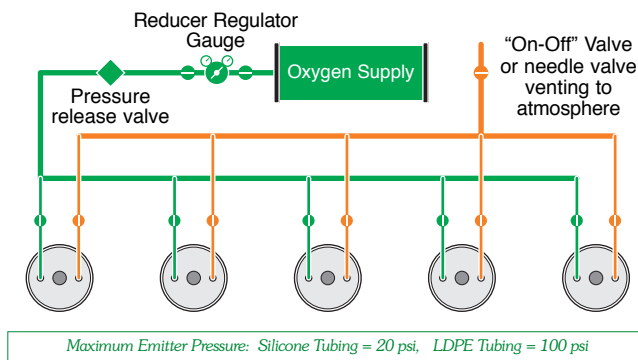 Reducer Regulator
Gauge
Oxygen Supply
“On-Off” Valve
or needle valve
venting to
atmosphere
Pressure
release valve
Maximum Emitter Pressure: Silicone Tubing = 20 psi, LDPE Tubing = 100 psi